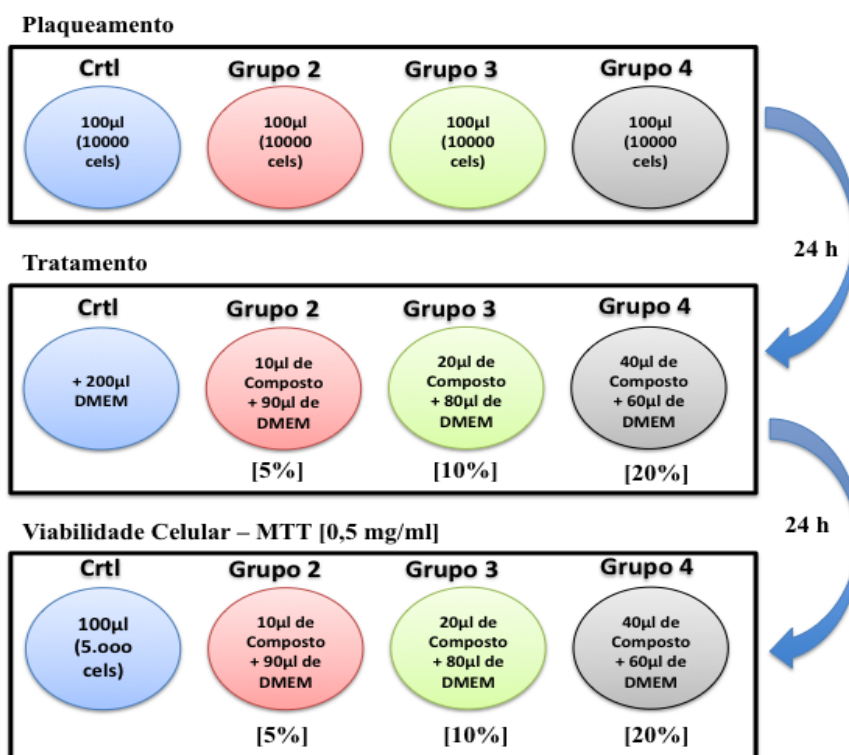 Plaqueamento
Crtl Grupo 2 Grupo 3 Grupo 4
100µl 100µl 100µl 100µl
(10000 (10000 (10000 (10000
cels) cels) cels) cels)
24 h
Tratamento
Crtl Grupo 2 Grupo 3 Grupo 4
+ 200µl
DMEM
10µl de
Composto
+ 90µl de
DMEM
20µl de
Composto
+ 80µl de
DMEM
40µl de
Composto
+ 60µl de
DMEM
[5%] [10%] [20%]
24 h
Viabilidade Celular – MTT [0,5 mg/ml]
Crtl Grupo 2 Grupo 3 Grupo 4
100µl
(5.ooo
cels)
10µl de
Composto
+ 90µl de
DMEM
20µl de
Composto
+ 80µl de
DMEM
40µl de
Composto
+ 60µl de
DMEM
[5%] [10%] [20%]